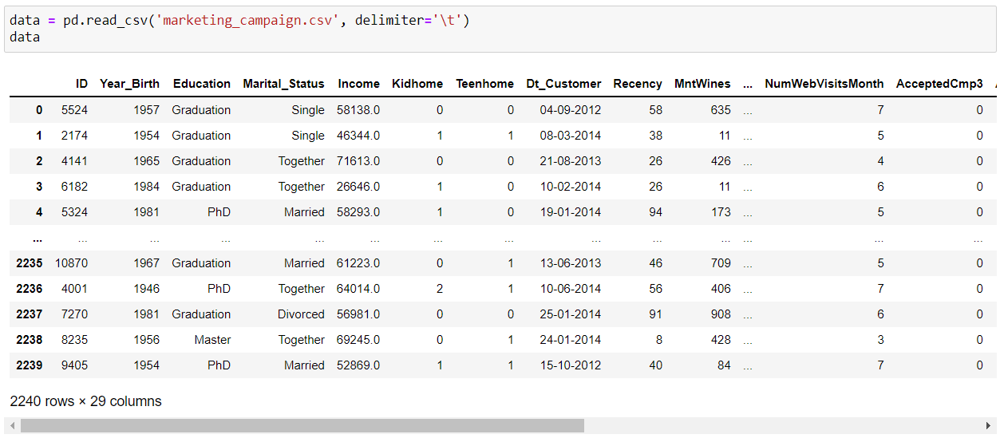 data = pd.read_csv('marketing_campaign.csv', delimiter='\t')
data
ID Year_Birth Education Marital_Status Income Kidhome Teenhome Dt_Customer Recency MntWines ... NumWebVisitsMonth AcceptedCmp3
0 5524 1957 Graduation Single 58138.0 0 0 04-09-2012 58 635 ... 7 0
1 2174 1954 Graduation Single 46344.0 1 1 08-03-2014 38 11 ... 5 0
2 4141 1965 Graduation Together 71613.0 0 0 21-08-2013 26 426 ... 4 0
3 6182 1984 Graduation Together 26646.0 1 0 10-02-2014 26 11 ... 6 0
4 5324 1981 PhD Married 58293.0 1 0 19-01-2014 94 173 ... 5 0
... ... ... ... ... ... ... ... ... ... ... ... ... ...
2235 10870 1967 Graduation Married 61223.0 0 1 13-06-2013 46 709 ... 5 0
2236 4001 1946 PhD Together 64014.0 2 1 10-06-2014 56 406 ... 7 0
2237 7270 1981 Graduation Divorced 56981.0 0 0 25-01-2014 91 908 ... 6 0
2238 8235 1956 Master Together 69245.0 0 1 24-01-2014 8 428 ... 3 0
2239 9405 1954 PhD Married 52869.0 1 1 15-10-2012 40 84 ... 7 0
2240 rows × 29 columns